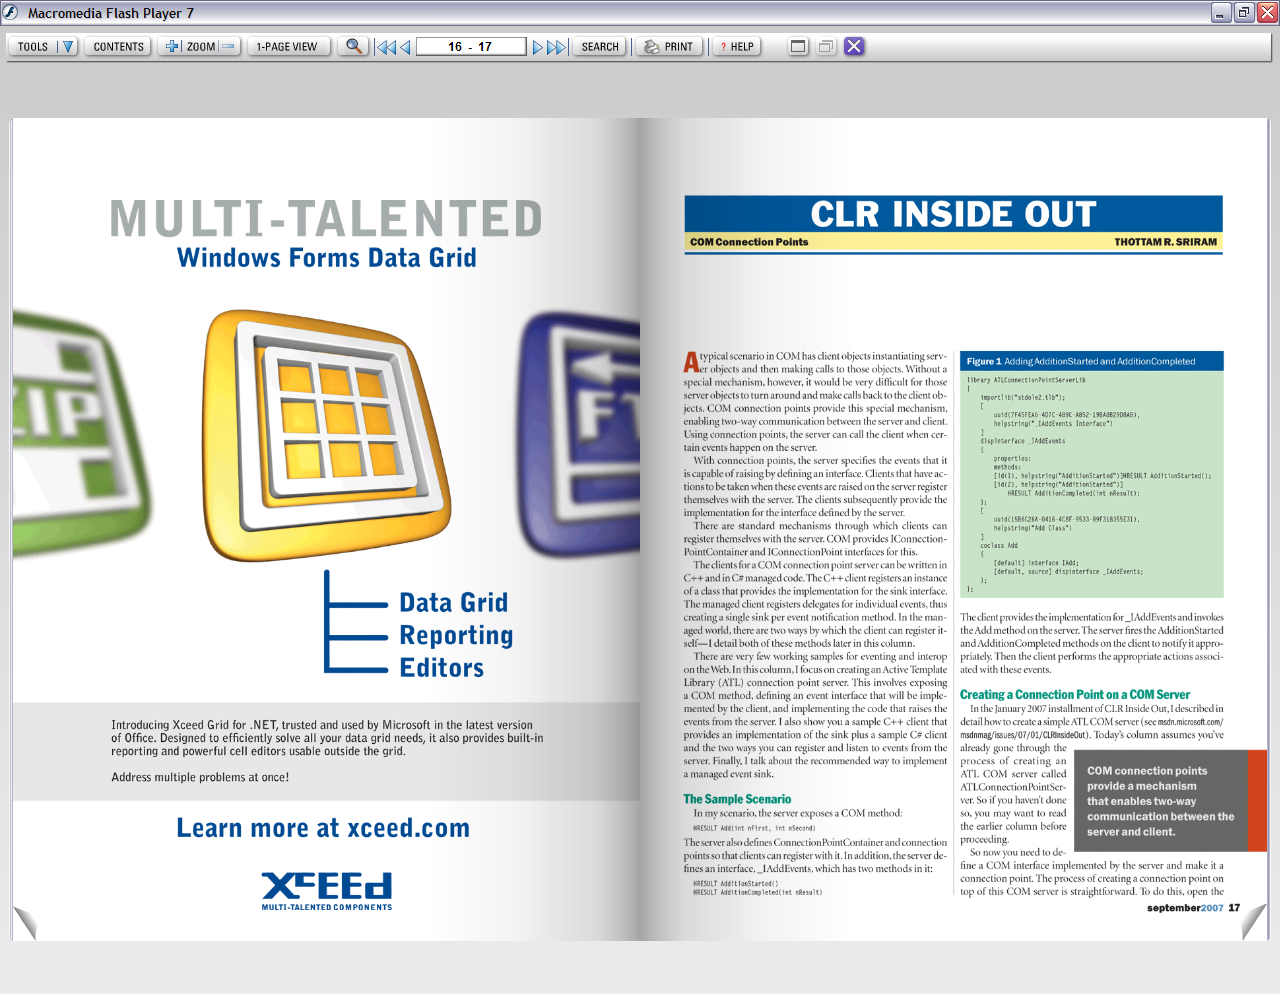 Macromedia Flash Player 7
TOOLS
CONTENTS
ZOOM
1-PAGE VIEW
16 - 17
SEARCH
PRINT
? HELP
MULTI-TALENTED
Windows Forms Data Grid
ZIP
FT
Data Grid
Reporting
Editors
Introducing Xceed Grid for .NET, trusted and used by Microsoft in the latest version
of Office. Designed to efficiently solve all your data grid needs, it also provides built-in
reporting and powerful cell editors usable outside the grid.
Address multiple problems at once!
Learn more at xceed.com
XCEEd
MULTI-TALENTED COMPONENTS
CLR INSIDE OUT
COM Connection Points
THOTTAM R. SRIRAM
A typical scenario in COM has client objects instantiating serv-
er objects and then making calls to those objects. Without a
special mechanism, however, it would be very difficult for those
server objects to turn around and make calls back to the client ob-
jects. COM connection points provide this special mechanism,
enabling two-way communication between the server and client.
Using connection points, the server can call the client when cer-
tain events happen on the server.
With connection points, the server specifies the events that it
is capable of raising by defining an interface. Clients that have ac-
tions to be taken when these events are raised on the server register
themselves with the server. The clients subsequently provide the
implementation for the interface defined by the server.
There are standard mechanisms through which clients can
register themselves with the server. COM provides IConnection-
PointContainer and IConnectionPoint interfaces for this.
The clients for a COM connection point server can be written in
C++ and in C# managed code. The C++ client registers an instance
of a class that provides the implementation for the sink interface.
The managed client registers delegates for individual events, thus
creating a single sink per event notification method. In the man-
aged world, there are two ways by which the client can register it-
self—I detail both of these methods later in this column.
There are very few working samples for eventing and interop
on the Web. In this column, I focus on creating an Active Template
Library (ATL) connection point server. This involves exposing
a COM method, defining an event interface that will be imple-
mented by the client, and implementing the code that raises the
events from the server. I also show you a sample C++ client that
provides an implementation of the sink plus a sample C# client
and the two ways you can register and listen to events from the
server. Finally, I talk about the recommended way to implement
a managed event sink.
The Sample Scenario
In my scenario, the server exposes a COM method:
HRESULT Add(int nFirst, int nSecond)
The server also defines ConnectionPointContainer and connection
points so that clients can register with it. In addition, the server de-
fines an interface, _IAddEvents, which has two methods in it:
HRESULT AdditionStarted()
HRESULT AdditionCompleted(int nResult)
Figure 1 Adding AdditionStarted and AdditionCompleted
library ATLConnectionPointServerLib
{
importlib("stdole2.tlb");
[
uuid(7F45FEA6-4D7C-4B9C-A852-19BA8B29DBA8),
helpstring("_IAddEvents Interface")
]
dispinterface _IAddEvents
{
properties:
methods:
[id(1), helpstring("AdditionStarted")]HRESULT AdditionStarted();
[id(2), helpstring("AdditionStarted")]
HRESULT AdditionCompleted(int nResult);
};
[
helpstring("Add Class")
]
coclass Add
{
[default] interface IAdd;
[default, source] dispinterface _IAddEvents;
};
};
The client provides the implementation for _IAddEvents and invokes
the Add method on the server. The server fires the AdditionStarted
and AdditionCompleted methods on the client to notify it appro-
priately. Then the client performs the appropriate actions associ-
ated with these events.
Creating a Connection Point on a COM Server
In the January 2007 installment of CLR Inside Out, I described in
detail how to create a simple ATL COM server (see msdn.microsoft.com/
msdnmag/issues/07/01/CLRInsideOut). Today's column assumes you've
already gone through the
process of creating an
ATL COM server called
ATLConnectionPointSer-
ver. So if you haven't done
so, you may want to read
the earlier column before
proceeding.
So now you need to de-
fine a COM interface implemented by the server and make it a
connection point. The process of creating a connection point on
top of this COM server is straightforward. To do this, open the
COM connection points
provide a mechanism
that enables two-way
communication between the
server and client.
september2007 17